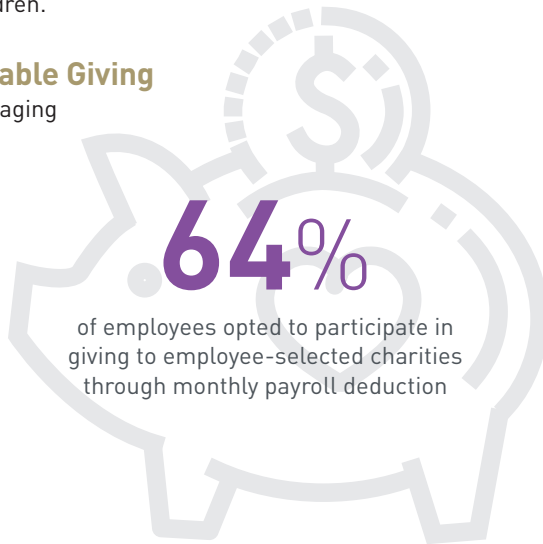 dren.
able Giving
aging
64%
of employees opted to participate in
giving to employee-selected charities
through monthly payroll deduction